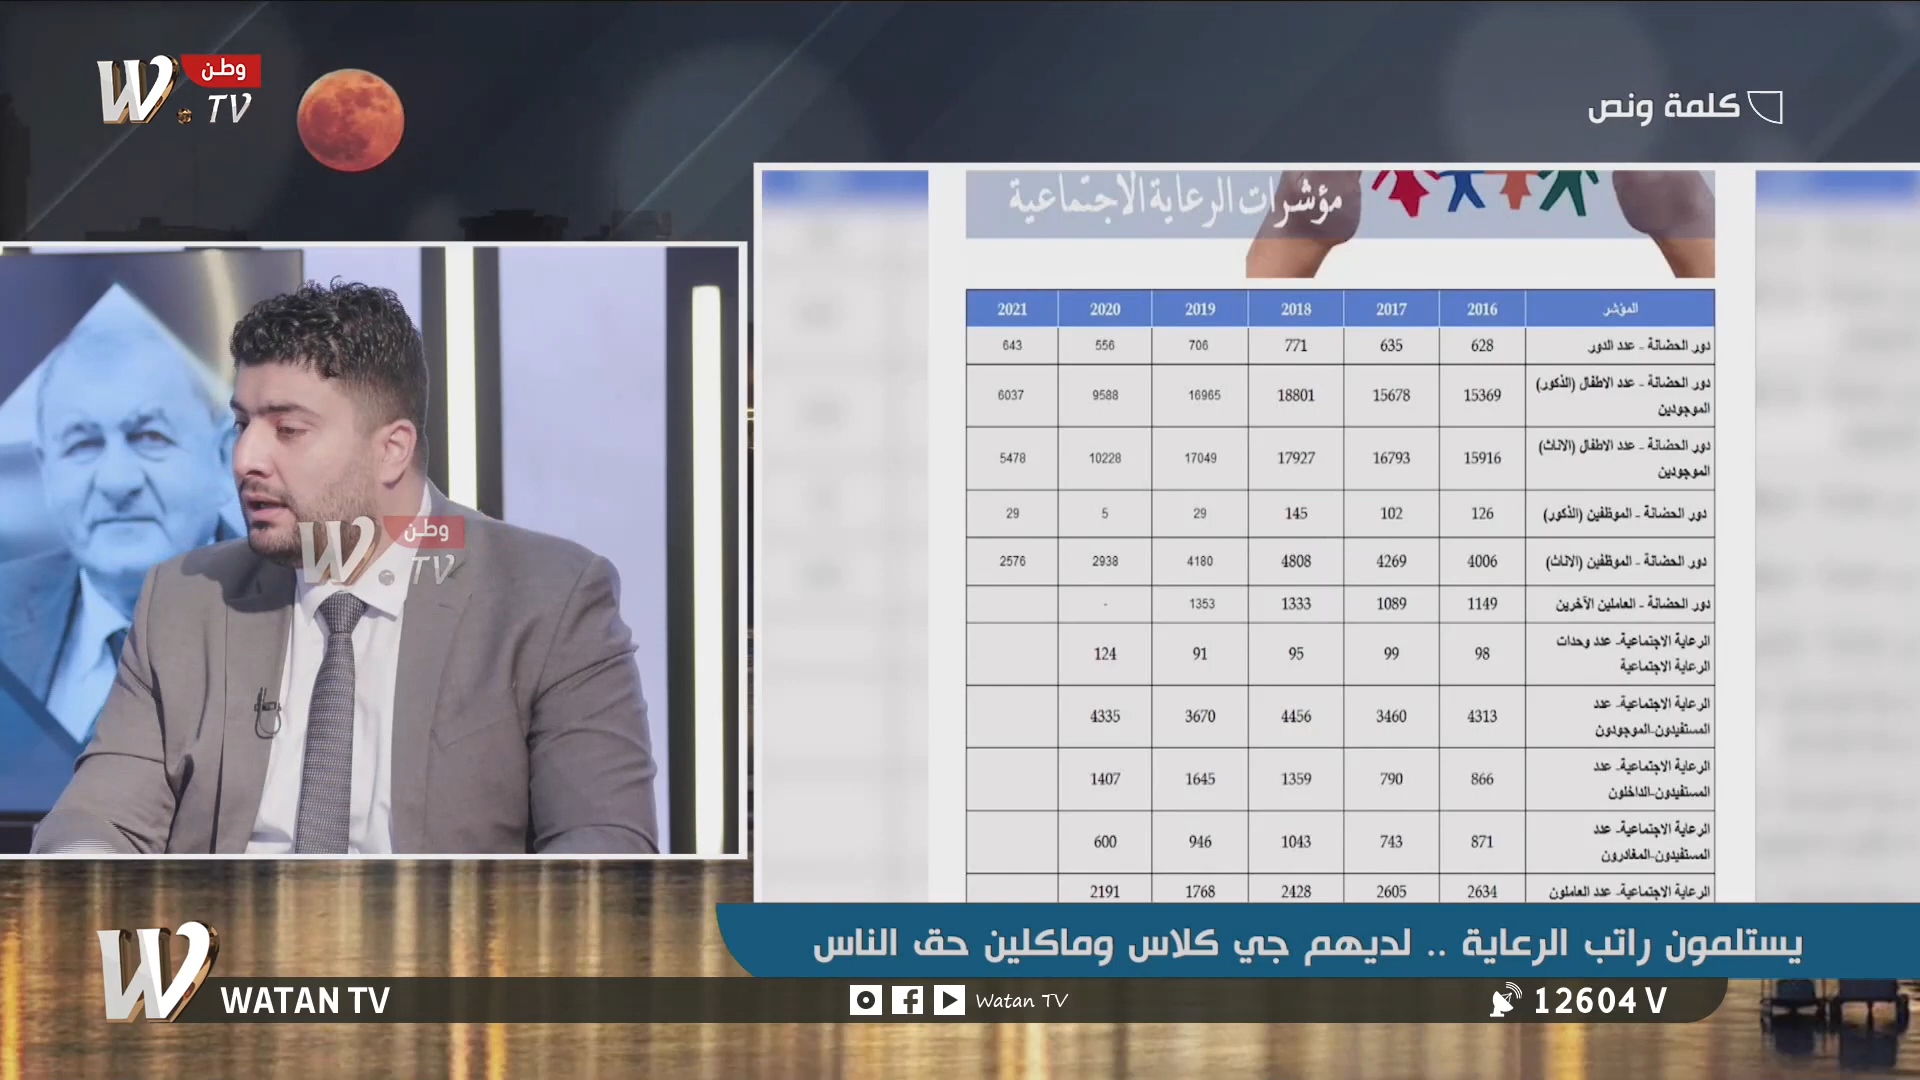 W.
وطن
TV
كلمة ونص
مؤشرات الرعاية الاجتماعية
المؤشر 2016 2017 2018 2019 2020 2021
دور الحضانة - عدد الدور 628 635 771 706 556 643
دور الحضانة - عدد الاطفال (الذكور) الموجودين 15369 15678 18801 16965 9588 6037
دور الحضانة - عدد الاطفال (الاناث) الموجودين 15916 16793 17927 17049 10228 5478
دور الحضانة - الموظفين (الذكور) 126 102 145 29 5 29
دور الحضانة - الموظفين (الاناث) 4006 4269 4808 4180 2938 2576
دور الحضانة - العاملين الآخرين 1149 1089 1333 1353 -
الرعاية الاجتماعية- عدد وحدات الرعاية الاجتماعية 98 99 95 91 124
الرعاية الاجتماعية- عدد المستفيدون-الموجودون 4313 3460 4456 3670 4335
الرعاية الاجتماعية- عدد المستفيدون-الداخلون 866 790 1359 1645 1407
الرعاية الاجتماعية- عدد المستفيدون-المغادرون 871 743 1043 946 600
الرعاية الاجتماعية- عدد العاملون 2634 2605 2428 1768 2191
W.
وطن
TV
يستلمون راتب الرعاية .. لديهم جي كلاس وماكلين حق الناس
W
WATAN TV
Watan TV
12604 V